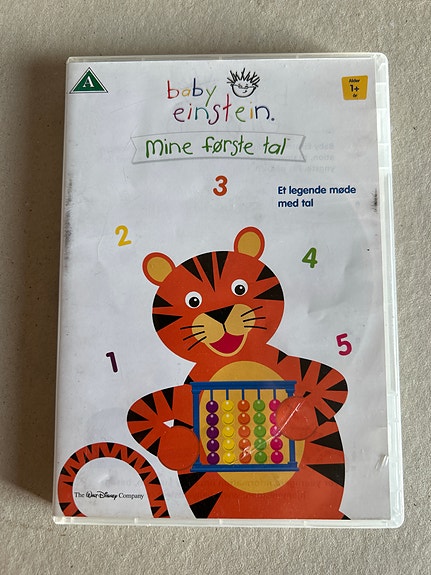 A
baby
einstein.
Alder
1+
år
Mine første tal
3
Et legende møde
med tal
2
4
1
5
The Walt Disney Company